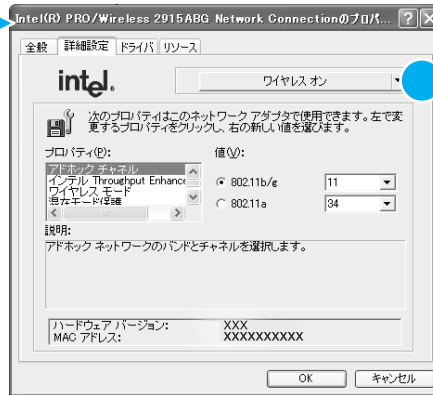 Intel(R) PRO/Wireless 2915ABG Network Connectionのプロパ...
全般 詳細設定 ドライバ リソース
intel.
ワイヤレス オン
次のプロパティはこのネットワーク アダプタで使用できます。左で変
更するプロパティをクリックし、右の新しい値を選びます。
プロパティ(P):
値(V):
アドホック チャネル
インテル Throughput Enhance
ワイヤレス モード
混在モード保護
802.11b/g 11
802.11a 34
説明:
アドホック ネットワークのバンドとチャネルを選択します。
ハードウェア バージョン: XXX
MAC アドレス: XXXXXXXXXX
OK キャンセル